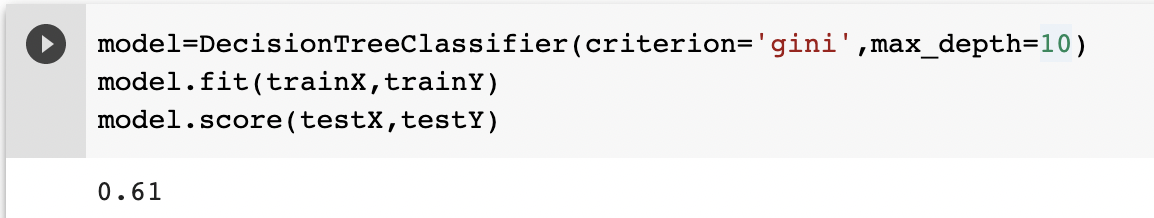 model=DecisionTreeClassifier(criterion='gini',max_depth=10)
model.fit(trainX,trainY)
model.score(testX,testY)
0.61